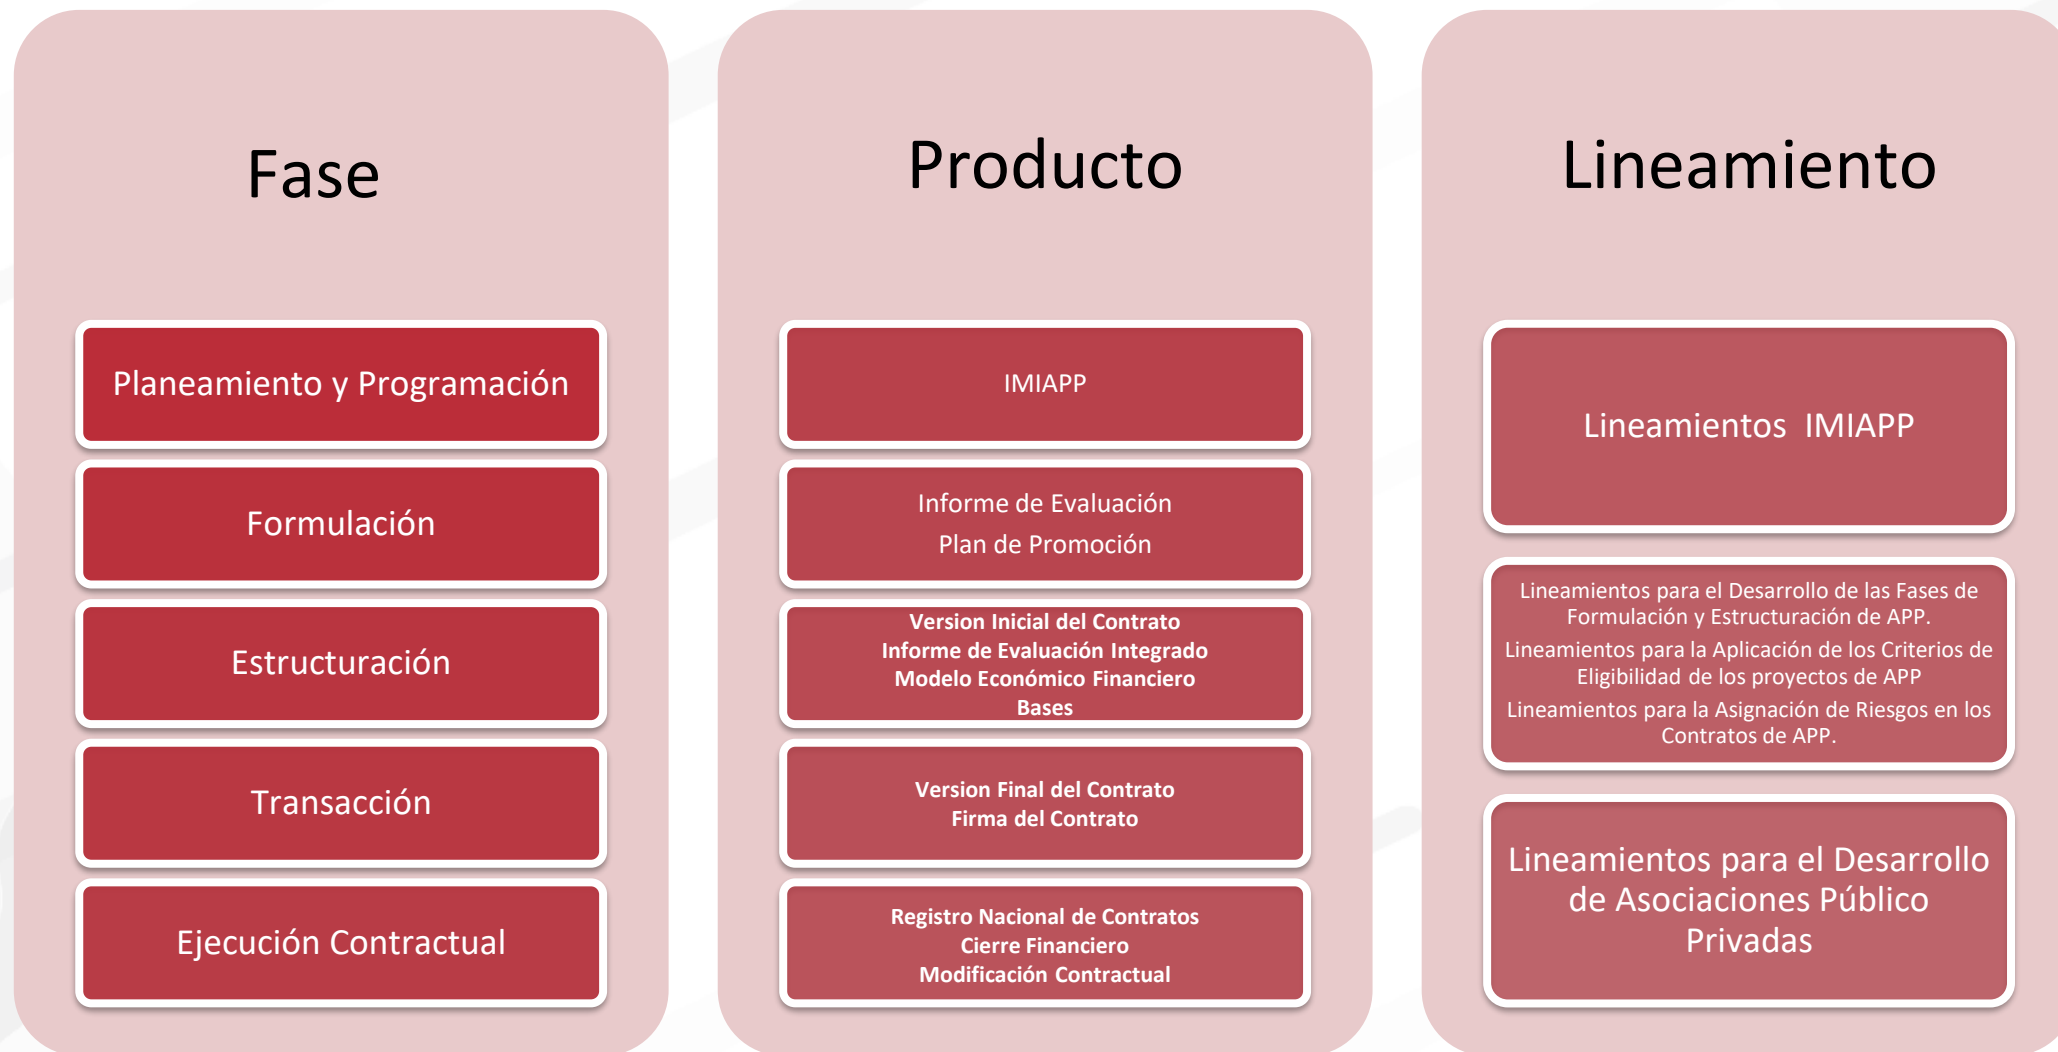 Fase
Planeamiento y Programación
Formulación
Estructuración
Transacción
Ejecución Contractual
Producto
IMIAPP
Informe de Evaluación
Plan de Promoción
Version Inicial del Contrato
Informe de Evaluación Integrado
Modelo Económico Financiero
Bases
Version Final del Contrato
Firma del Contrato
Registro Nacional de Contratos
Cierre Financiero
Modificación Contractual
Lineamiento
Lineamientos IMIAPP
Lineamientos para el Desarrollo de las Fases de
Formulación y Estructuración de APP.
Lineamientos para la Aplicación de los Criterios de
Eligibilidad de los proyectos de APP
Lineamientos para la Asignación de Riesgos en los
Contratos de APP.
Lineamientos para el Desarrollo
de Asociaciones Público
Privadas